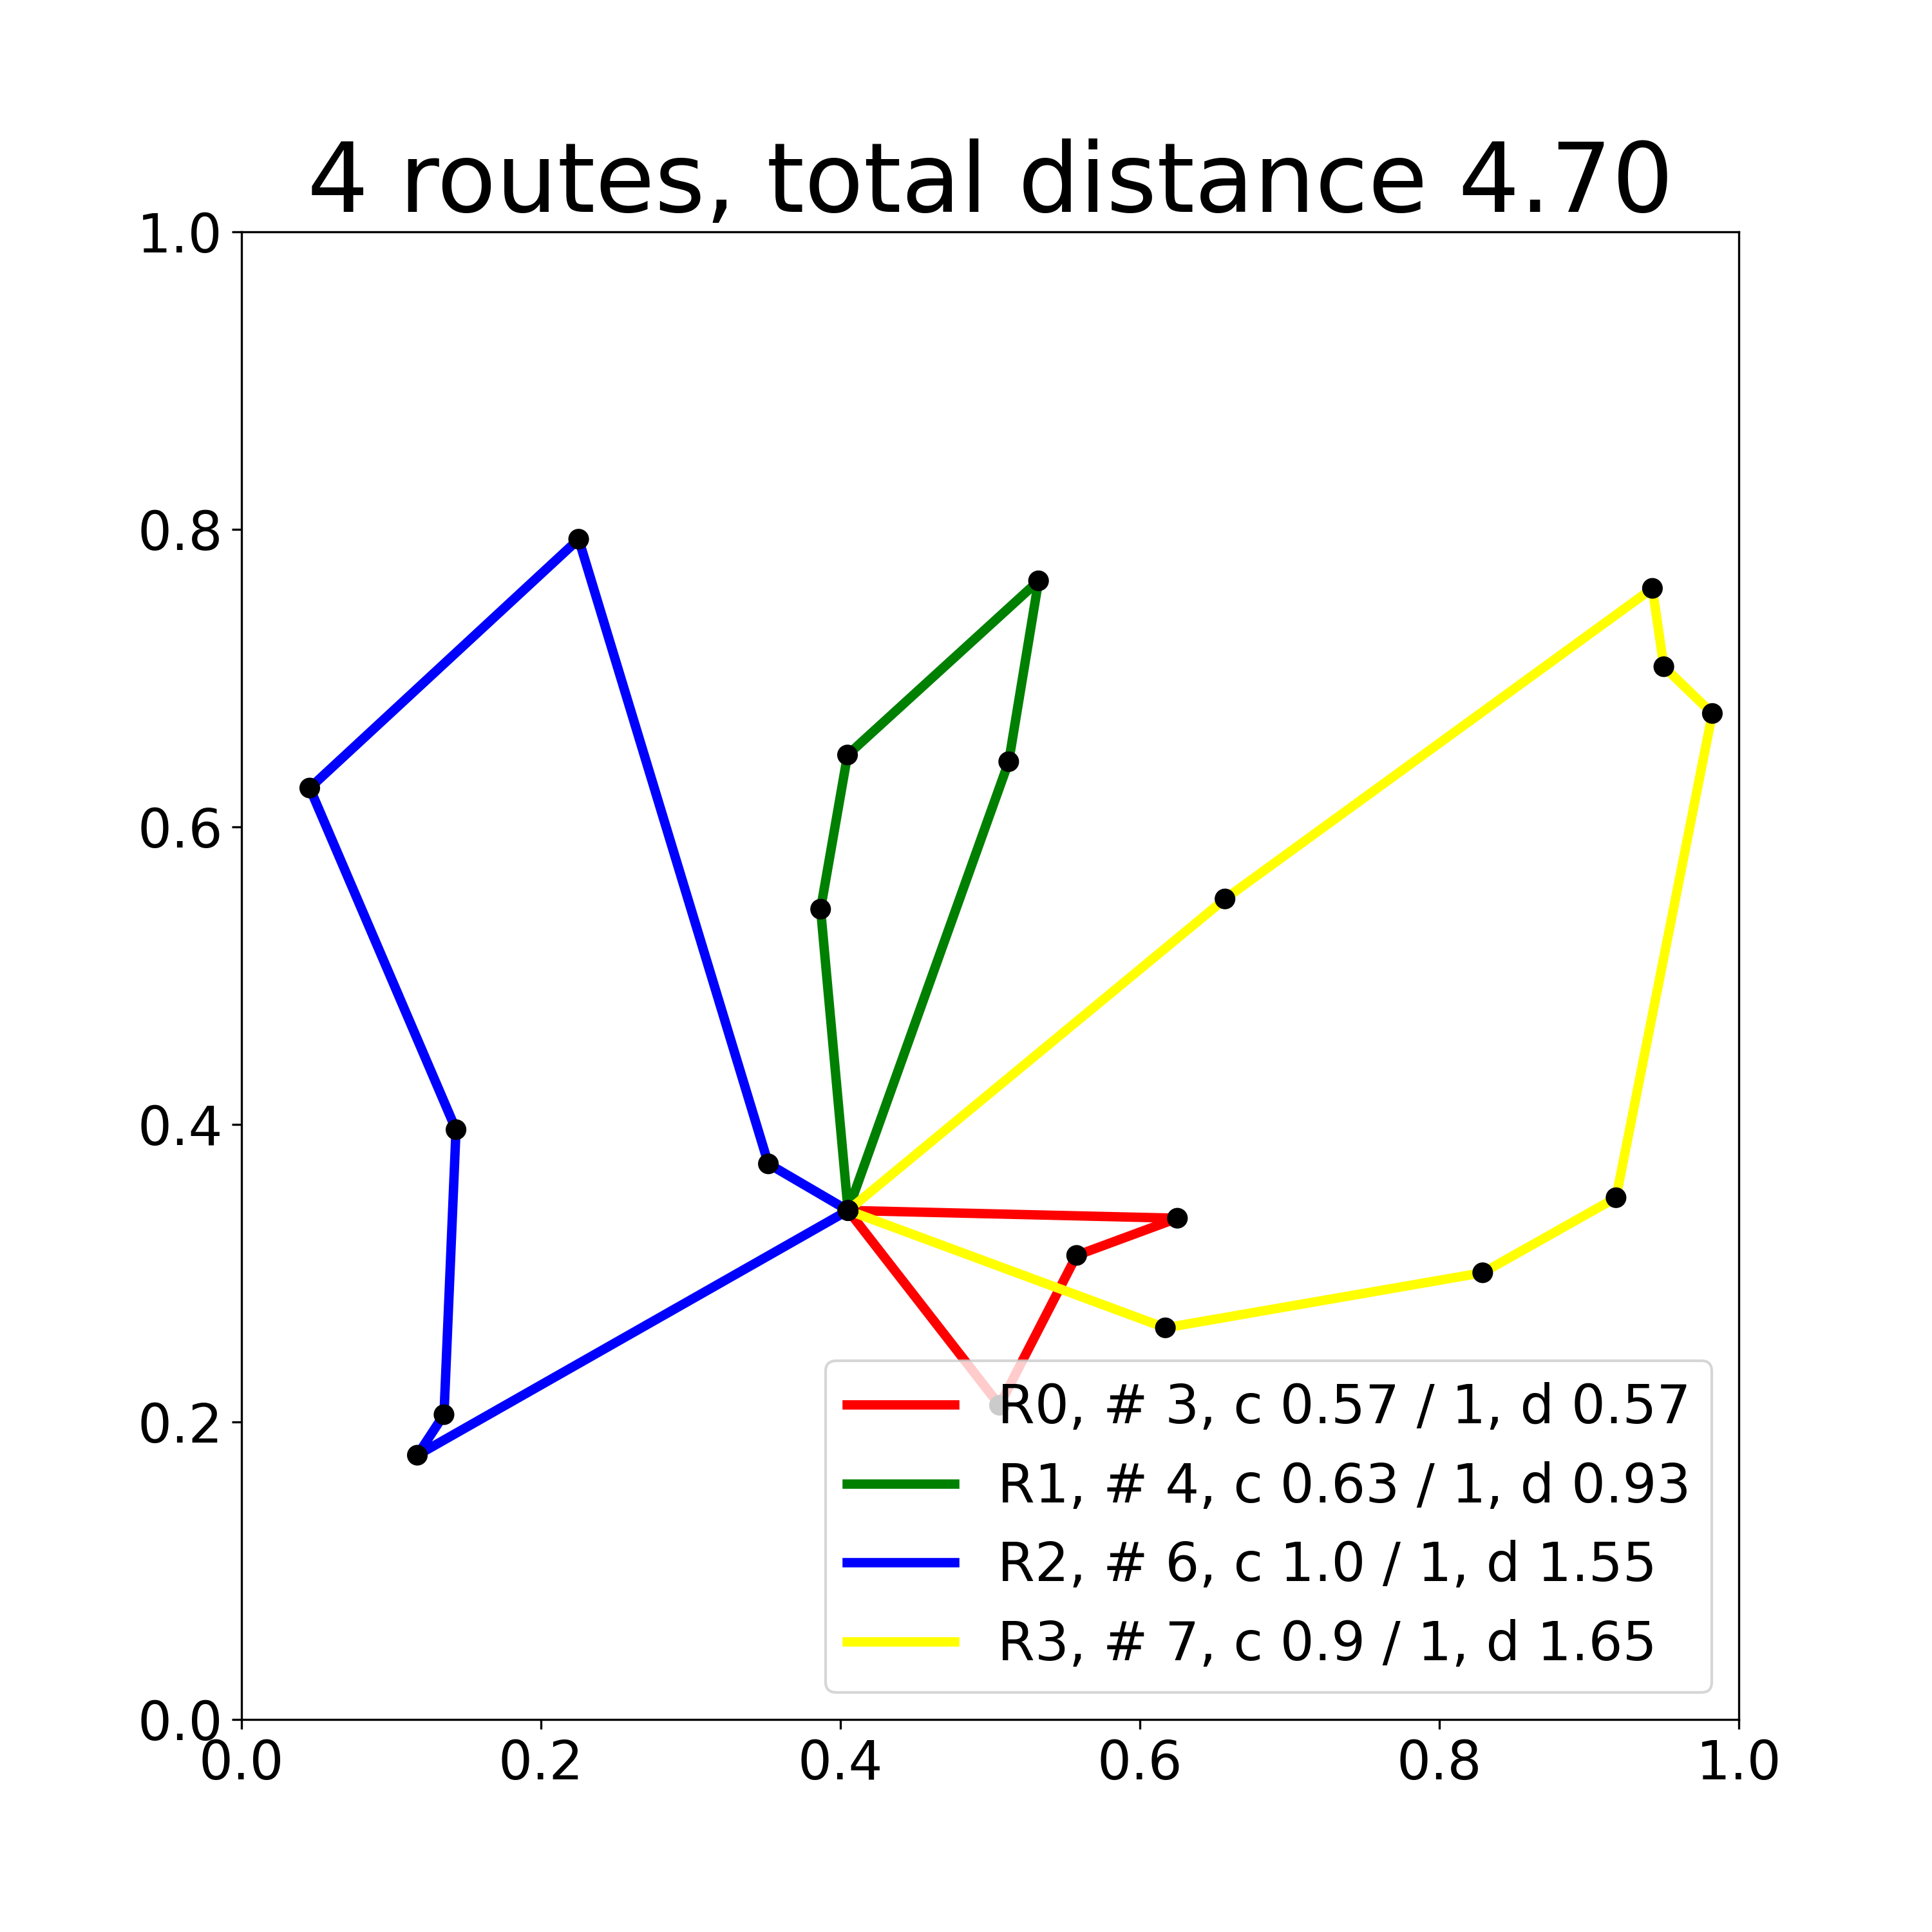 4 routes, total distance 4.70
1.0
0.8
0.6
0.4
0.2
0.0
0.0 0.2 0.4 0.6 0.8 1.0
R0, # 3, c 0.57 / 1, d 0.57
R1, # 4, c 0.63 / 1, d 0.93
R2, # 6, c 1.0 / 1, d 1.55
R3, # 7, c 0.9 / 1, d 1.65